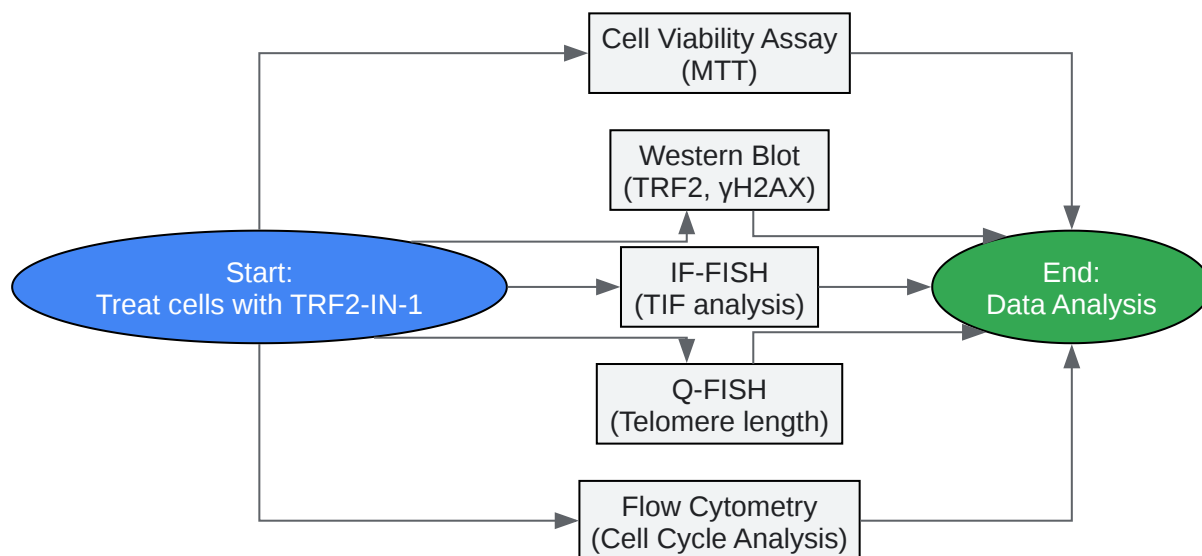 Cell Viability Assay
(MTT)
Western Blot
(TRF2, γH2AX)
Start:
Treat cells with TRF2-IN-1
IF-FISH
(TIF analysis)
End:
Data Analysis
Q-FISH
(Telomere length)
Flow Cytometry
(Cell Cycle Analysis)